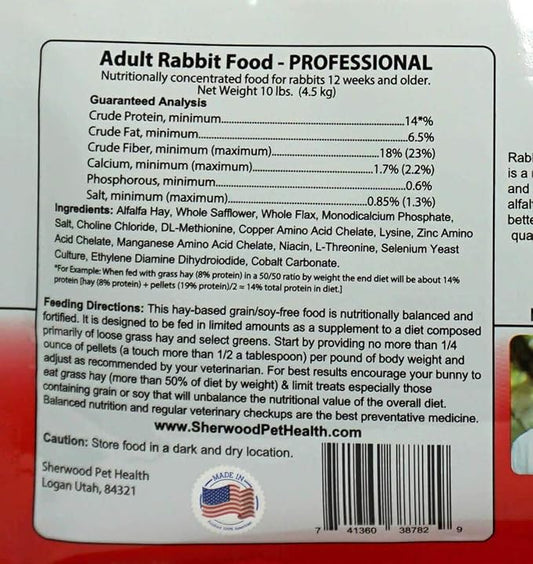 Adult Rabbit Food - PROFESSIONAL
Nutritionally concentrated food for rabbits 12 weeks and older.
Net Weight 10 lbs. (4.5 kg)
Guaranteed Analysis
Crude Protein, minimum....................14*%
Crude Fat, minimum....................6.5%
Crude Fiber, minimum (maximum)....................18% (23%)
Calcium, minimum (maximum)....................1.7% (2.2%)
Phosphorous, minimum....................0.6%
Salt, minimum (maximum)....................0.85% (1.3%)
Ingredients: Alfalfa Hay, Whole Safflower, Whole Flax, Monodicalcium Phosphate,
Salt, Choline Chloride, DL-Methionine, Copper Amino Acid Chelate, Lysine, Zinc Amino
Acid Chelate, Manganese Amino Acid Chelate, Niacin, L-Threonine, Selenium Yeast
Culture, Ethylene Diamine Dihydroiodide, Cobalt Carbonate.
*For Example: When fed with grass hay (8% protein) in a 50/50 ratio by weight the end diet will be about 14%
protein [hay (8% protein) + pellets (19% protein)/2 = 14% total protein in diet.]
Feeding Directions: This hay-based grain/soy-free food is nutritionally balanced and
fortified. It is designed to be fed in limited amounts as a supplement to a diet composed
primarily of loose grass hay and select greens. Start by providing no more than 1/4
ounce of pellets (a touch more than 1/2 a tablespoon) per pound of body weight and
adjust as recommended by your veterinarian. For best results encourage your bunny to
eat grass hay (more than 50% of diet by weight) & limit treats especially those
containing grain or soy that will unbalance the nutritional value of the overall diet.
Balanced nutrition and regular veterinary checkups are the best preventative medicine.
www.SherwoodPetHealth.com
Caution: Store food in a dark and dry location.
Sherwood Pet Health
Logan Utah, 84321
MADE IN
7 41360 38782 9
Rabb
is a
and
alfal
bette
qua